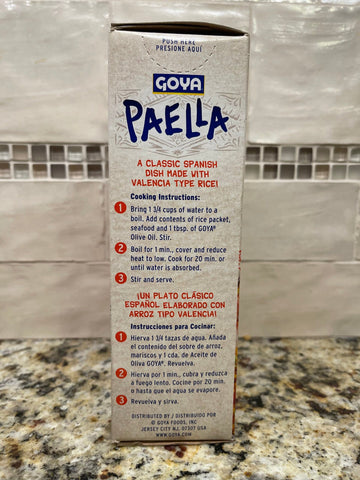 PUSH HERE
PRESIONE AQUÍ
GOYA
PAELLA
A CLASSIC SPANISH
DISH MADE WITH
VALENCIA TYPE RICE!
Cooking Instructions:
1 Bring 1 3/4 cups of water to a
boil. Add contents of rice packet,
seafood and 1 tbsp. of GOYA®
Olive Oil. Stir.
2 Boil for 1 min., cover and reduce
heat to low. Cook for 20 min. or
until water is absorbed.
3 Stir and serve.
¡UN PLATO CLÁSICO
ESPAÑOL ELABORADO CON
ARROZ TIPO VALENCIA!
Instrucciones para Cocinar:
1 Hierva 1 3/4 tazas de agua. Añada
el contenido del sobre de arroz,
mariscos y 1 cda. de Aceite de
Oliva GOYA®. Revuelva.
2 Hierva por 1 min., cubra y reduzca
a fuego lento. Cocine por 20 min.
o hasta que el agua se evapore.
3 Revuelva y sirva.
DISTRIBUTED BY / DISTRIBUIDO POR
© GOYA FOODS, INC
JERSEY CITY NJ, 07307 USA
WWW.GOYA.COM